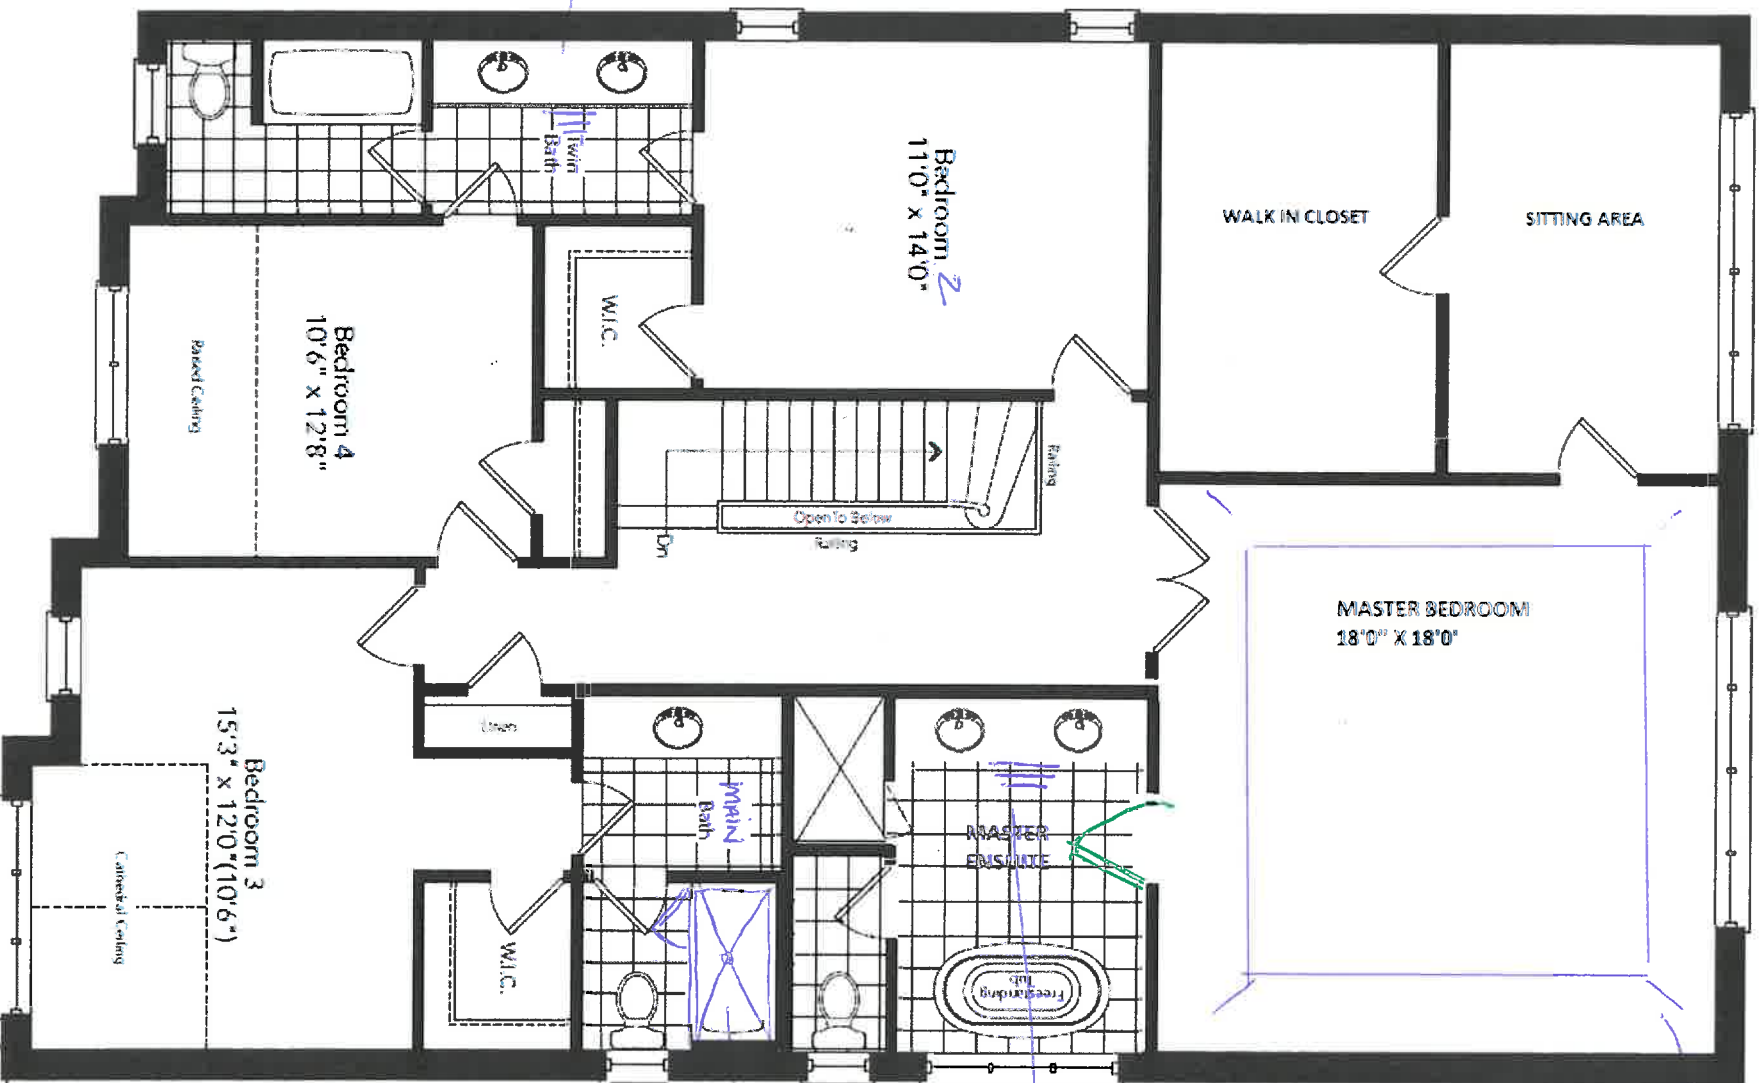 Twin
Bath
Bedroom 2
11'0" x 14'0"
WALK IN CLOSET
SITTING AREA
W.I.C.
Bedroom 4
10'6" x 12'8"
Raised Ceiling
Railing
Open To Below
Railing
Dn
MASTER BEDROOM
18'0" X 18'0"
Linen
Bedroom 3
15'3" x 12'0"(10'6")
Cathedral Ceiling
W.I.C.
MAIN
Bath
MASTER
ENSUITE
Freestanding
Tub